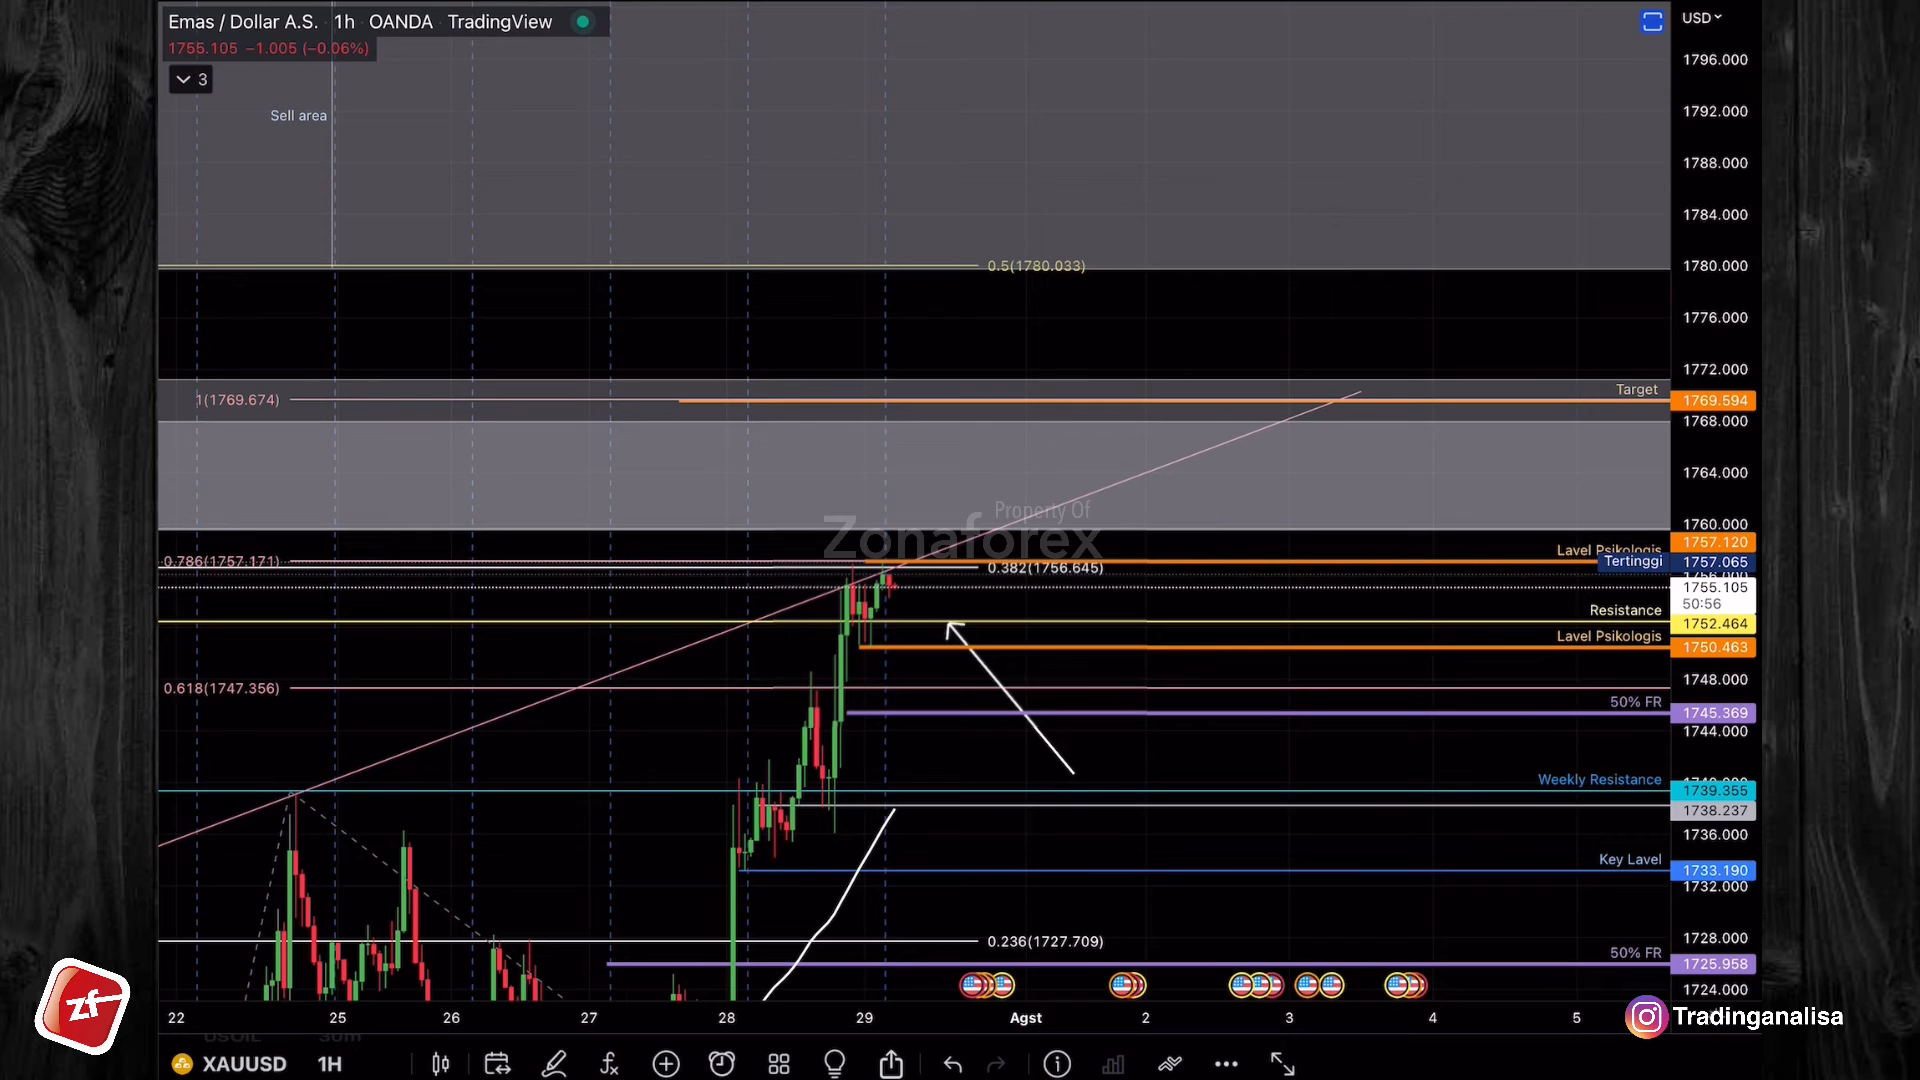 Emas / Dollar A.S. · 1h · OANDA · TradingView
1755.105 −1.005 (−0.06%)
3
USD
Sell area
1796.000
1792.000
1788.000
1784.000
0.5(1780.033)
1780.000
1776.000
1772.000
1(1769.674)
Target
1769.594
1768.000
1764.000
Property Of
Zonaforex
1760.000
Lavel Psikologis
1757.120
0.786(1757.171)
Tertinggi
1757.065
0.382(1756.645)
1756.000
1755.105
50:56
Resistance
1752.464
Lavel Psikologis
1750.463
0.618(1747.356)
1748.000
50% FR
1745.369
1744.000
Weekly Resistance
1739.355
1738.237
1736.000
Key Lavel
1733.190
1732.000
0.236(1727.709)
1728.000
50% FR
1725.958
1724.000
22
25
26
27
28
29
Agst
2
3
4
5
zf
Tradinganalisa
USOIL
30m
XAUUSD
1H